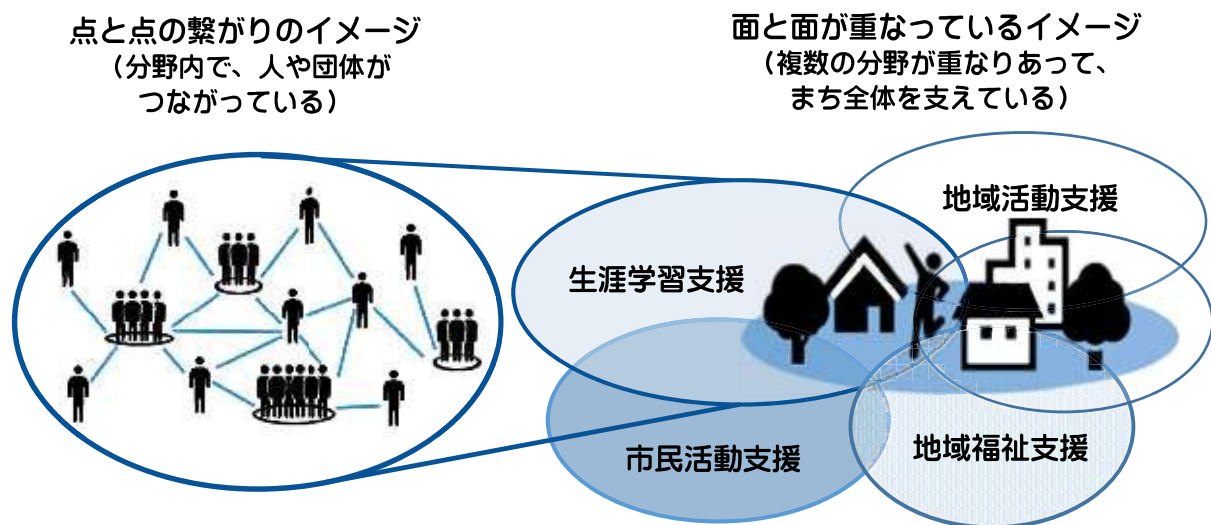 点と点の繋がりのイメージ
（分野内で、人や団体が
つながっている）
面と面が重なっているイメージ
（複数の分野が重なりあって、
まち全体を支えている）
地域活動支援
生涯学習支援
市民活動支援
地域福祉支援